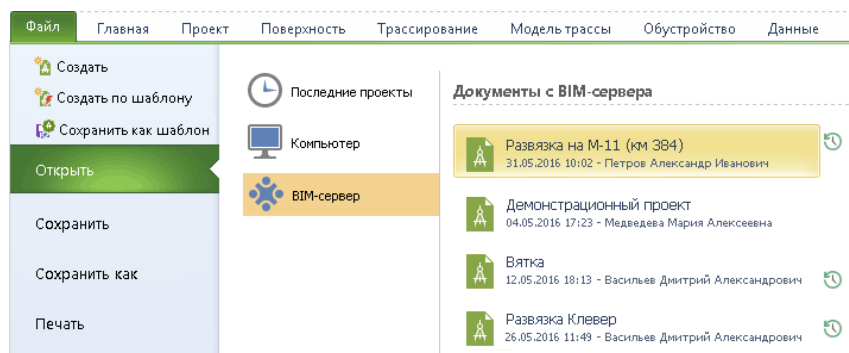 Файл Главная Проект Поверхность Трассирование Модель трассы Обустройство Данные
Создать
Создать по шаблону
Сохранить как шаблон
Открыть
Сохранить
Сохранить как
Печать
Последние проекты
Компьютер
BIM-сервер
Документы с BIM-сервера
Развязка на М-11 (км 384)
31.05.2016 10:02 - Петров Александр Иванович
Демонстрационный проект
04.05.2016 17:23 - Медведева Мария Алексеевна
Вятка
12.05.2016 18:13 - Васильев Дмитрий Александрович
Развязка Клевер
26.05.2016 11:49 - Васильев Дмитрий Александрович